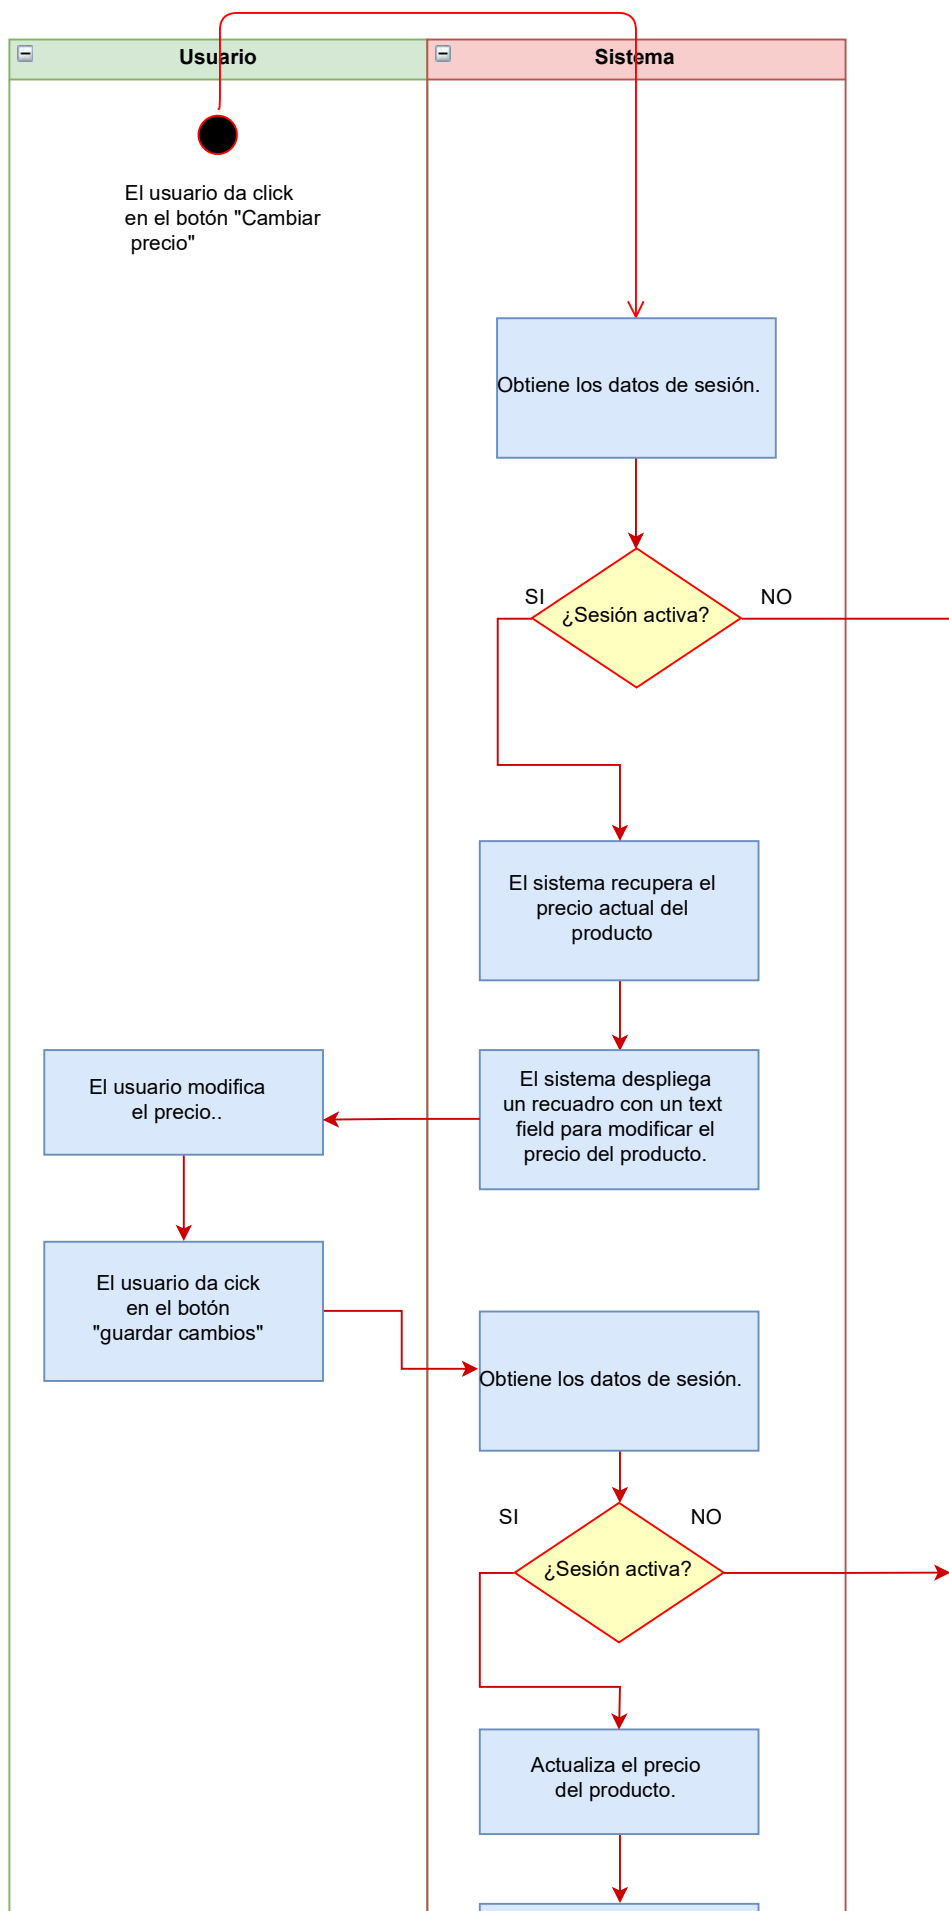 Usuario
Sistema
El usuario da click
en el botón "Cambiar
precio"
Obtiene los datos de sesión.
SI
NO
¿Sesión activa?
El sistema recupera el
precio actual del
producto
El usuario modifica
el precio..
El sistema despliega
un recuadro con un text
field para modificar el
precio del producto.
El usuario da cick
en el botón
"guardar cambios"
Obtiene los datos de sesión.
SI
NO
¿Sesión activa?
Actualiza el precio
del producto.